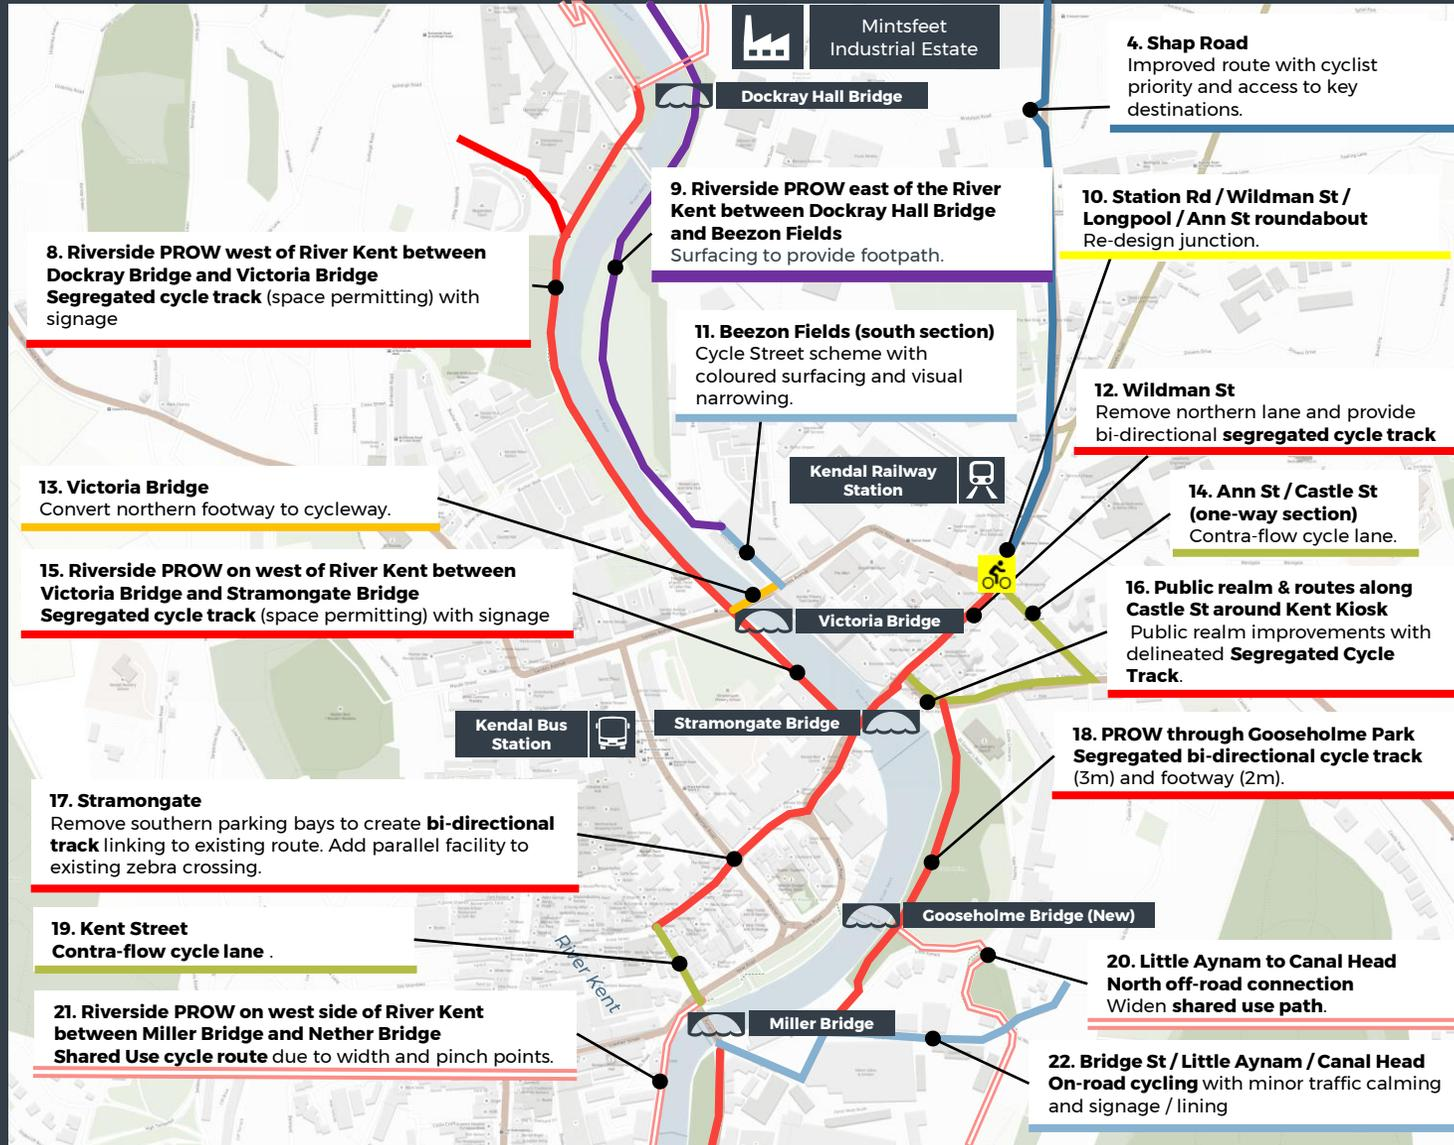 Mintsfeet
Industrial Estate
4. Shap Road
Improved route with cyclist
priority and access to key
destinations.
Dockray Hall Bridge
9. Riverside PROW east of the River
Kent between Dockray Hall Bridge
and Beezon Fields
Surfacing to provide footpath.
10. Station Rd / Wildman St /
Longpool / Ann St roundabout
Re-design junction.
8. Riverside PROW west of River Kent between
Dockray Bridge and Victoria Bridge
Segregated cycle track (space permitting) with
signage
11. Beezon Fields (south section)
Cycle Street scheme with
coloured surfacing and visual
narrowing.
12. Wildman St
Remove northern lane and provide
bi-directional segregated cycle track
Kendal Railway
Station
13. Victoria Bridge
Convert northern footway to cycleway.
14. Ann St / Castle St
(one-way section)
Contra-flow cycle lane.
15. Riverside PROW on west of River Kent between
Victoria Bridge and Stramongate Bridge
Segregated cycle track (space permitting) with signage
Victoria Bridge
16. Public realm & routes along
Castle St around Kent Kiosk
Public realm improvements with
delineated Segregated Cycle
Track.
Kendal Bus
Station
Stramongate Bridge
18. PROW through Gooseholme Park
Segregated bi-directional cycle track
(3m) and footway (2m).
17. Stramongate
Remove southern parking bays to create bi-directional
track linking to existing route. Add parallel facility to
existing zebra crossing.
Gooseholme Bridge (New)
19. Kent Street
Contra-flow cycle lane .
River Kent
20. Little Aynam to Canal Head
North off-road connection
Widen shared use path.
21. Riverside PROW on west side of River Kent
between Miller Bridge and Nether Bridge
Shared Use cycle route due to width and pinch points.
Miller Bridge
22. Bridge St / Little Aynam / Canal Head
On-road cycling with minor traffic calming
and signage / lining